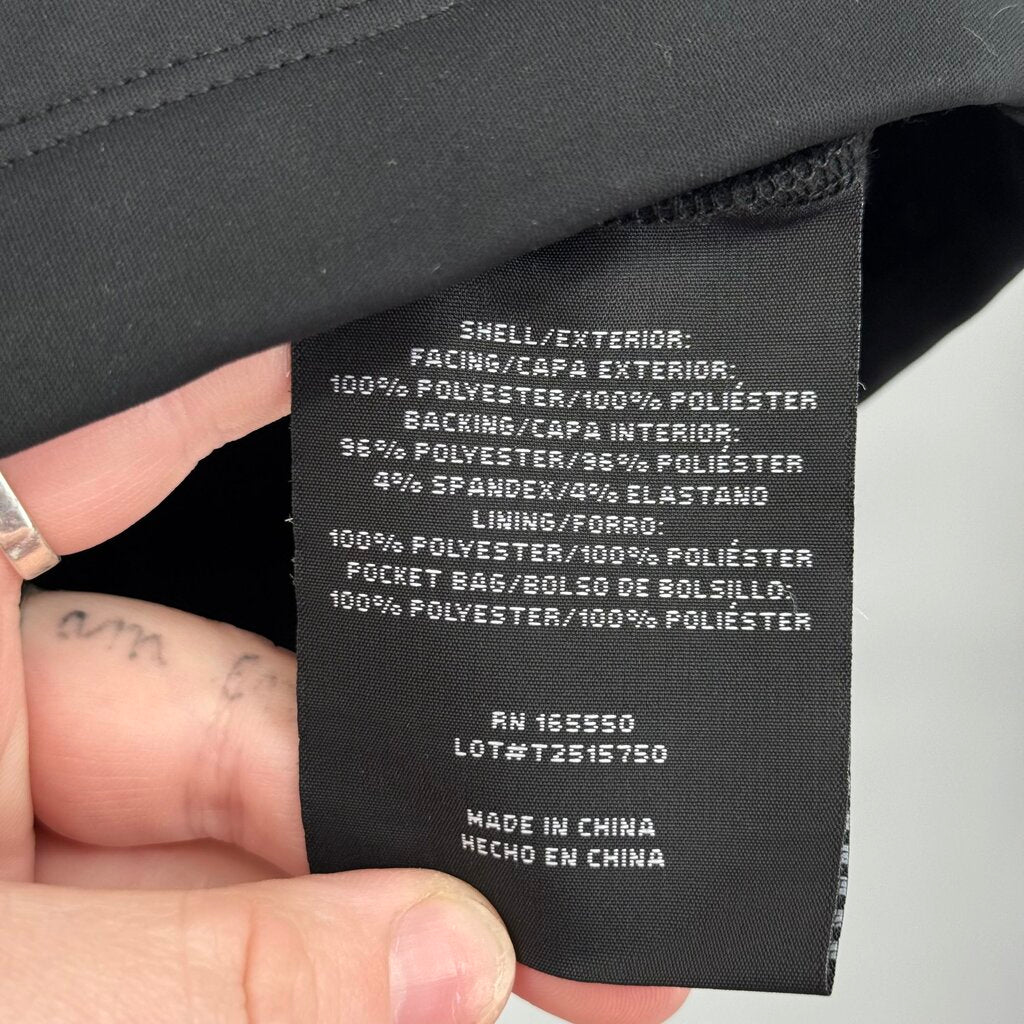 SHELL/EXTERIOR:
FACING/CAPA EXTERIOR:
100% POLYESTER/100% POLIÉSTER
BACKING/CAPA INTERIOR:
96% POLYESTER/96% POLIÉSTER
4% SPANDEX/4% ELASTANO
LINING/FORRO:
100% POLYESTER/100% POLIÉSTER
POCKET BAG/BOLSO DE BOLSILLO:
100% POLYESTER/100% POLIÉSTER
RN 165550
LOT#T2515750
MADE IN CHINA
HECHO EN CHINA
am